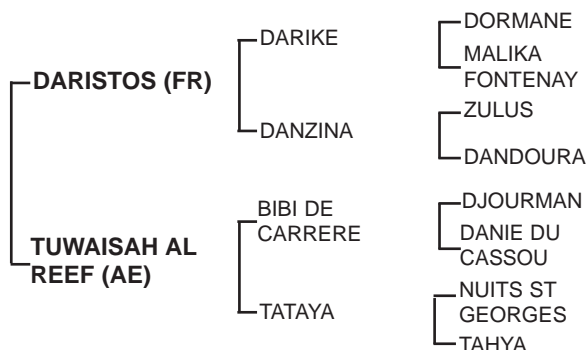 DARISTOS (FR)
DARIKE
DORMANE
MALIKA
FONTENAY
DANZINA
ZULUS
DANDOURA
TUWAISAH AL
REEF (AE)
BIBI DE
CARRERE
DJOURMAN
DANIE DU
CASSOU
TATAYA
NUITS ST
GEORGES
TAHYA